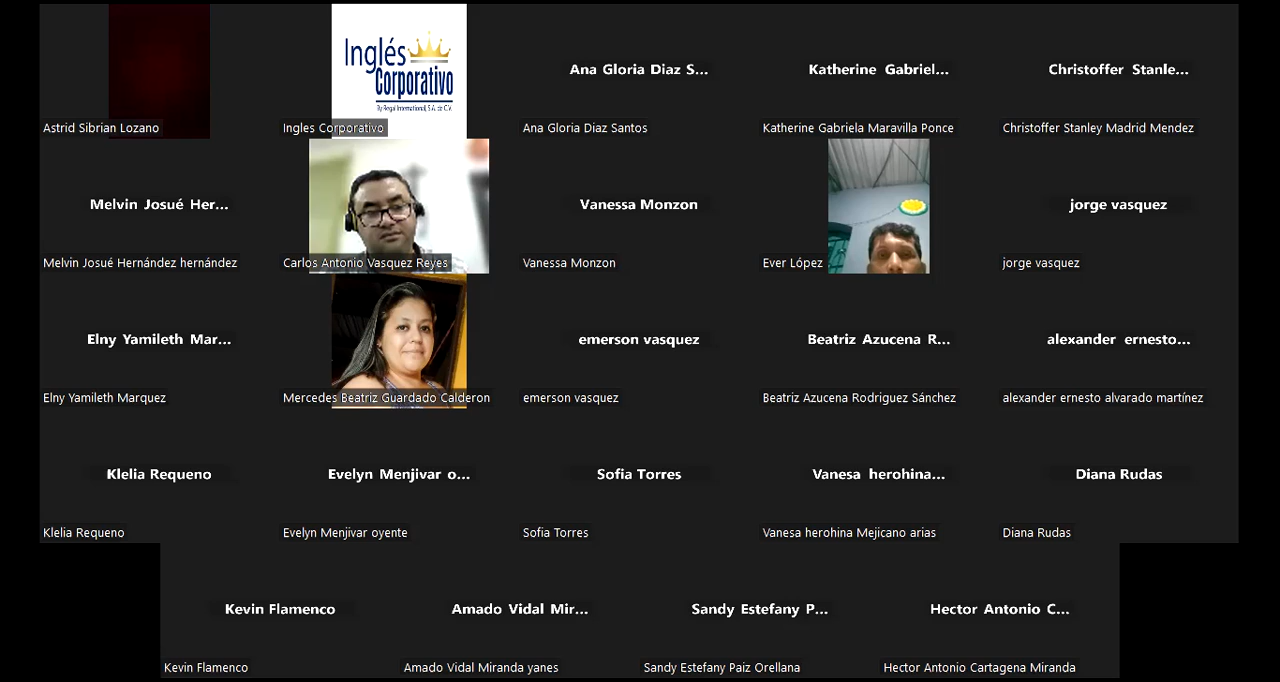 Inglés
Corporativo
By Regal International, S.A. de C.V.
Ana Gloria Diaz S...
Katherine Gabriel...
Christoffer Stanle...
Astrid Sibrian Lozano
Ingles Corporativo
Ana Gloria Diaz Santos
Katherine Gabriela Maravilla Ponce
Christoffer Stanley Madrid Mendez
Melvin Josué Her...
Vanessa Monzon
jorge vasquez
Melvin Josué Hernández hernández
Carlos Antonio Vasquez Reyes
Vanessa Monzon
Ever López
jorge vasquez
Elny Yamileth Mar...
emerson vasquez
Beatriz Azucena R...
alexander ernesto...
Elny Yamileth Marquez
Mercedes Beatriz Guardado Calderon
emerson vasquez
Beatriz Azucena Rodriguez Sánchez
alexander ernesto alvarado martínez
Klelia Requeno
Evelyn Menjivar o...
Sofia Torres
Vanesa herohina...
Diana Rudas
Klelia Requeno
Evelyn Menjivar oyente
Sofia Torres
Vanesa herohina Mejicano arias
Diana Rudas
Kevin Flamenco
Amado Vidal Mir...
Sandy Estefany P...
Hector Antonio C...
Kevin Flamenco
Amado Vidal Miranda yanes
Sandy Estefany Paiz Orellana
Hector Antonio Cartagena Miranda